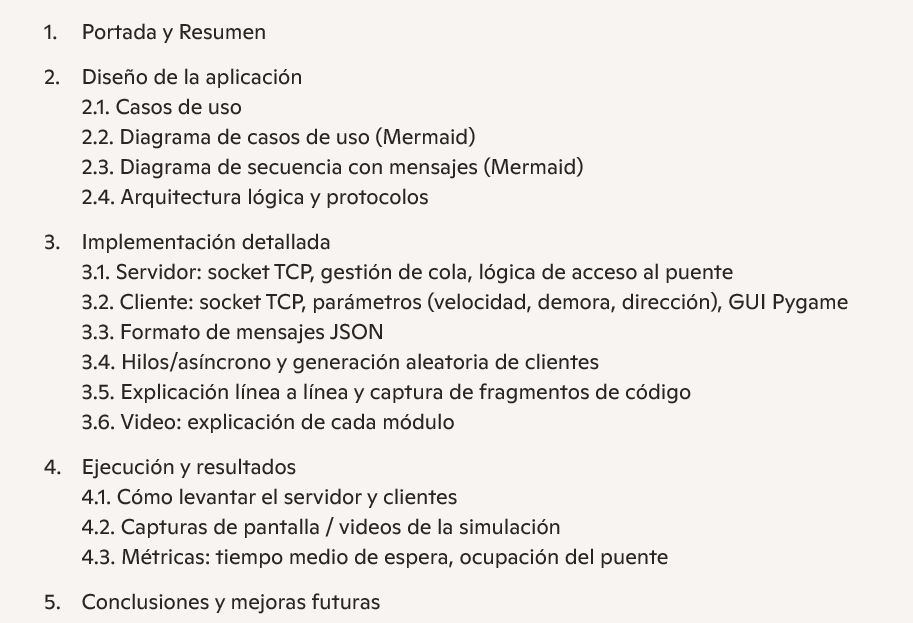 1. Portada y Resumen
2. Diseño de la aplicación
2.1. Casos de uso
2.2. Diagrama de casos de uso (Mermaid)
2.3. Diagrama de secuencia con mensajes (Mermaid)
2.4. Arquitectura lógica y protocolos
3. Implementación detallada
3.1. Servidor: socket TCP, gestión de cola, lógica de acceso al puente
3.2. Cliente: socket TCP, parámetros (velocidad, demora, dirección), GUI Pygame
3.3. Formato de mensajes JSON
3.4. Hilos/asíncrono y generación aleatoria de clientes
3.5. Explicación línea a línea y captura de fragmentos de código
3.6. Video: explicación de cada módulo
4. Ejecución y resultados
4.1. Cómo levantar el servidor y clientes
4.2. Capturas de pantalla / videos de la simulación
4.3. Métricas: tiempo medio de espera, ocupación del puente
5. Conclusiones y mejoras futuras